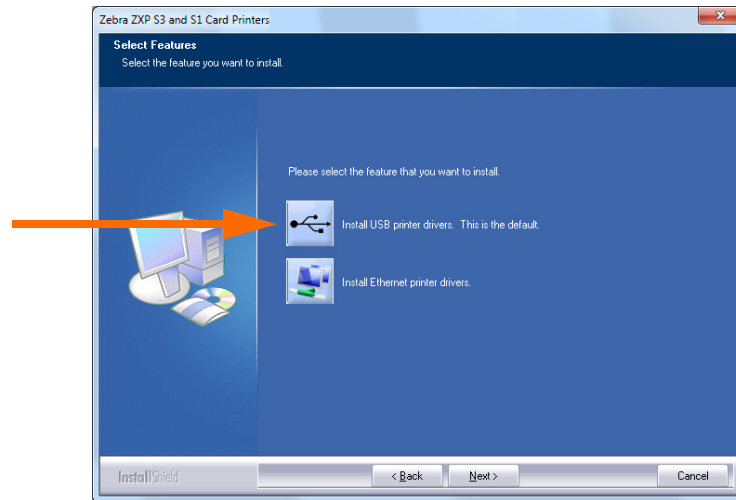 Zebra ZXP S3 and S1 Card Printers
Select Features
Select the feature you want to install.
Please select the feature that you want to install.
Install USB printer drivers. This is the default.
Install Ethernet printer drivers.
InstallShield
< Back Next > Cancel